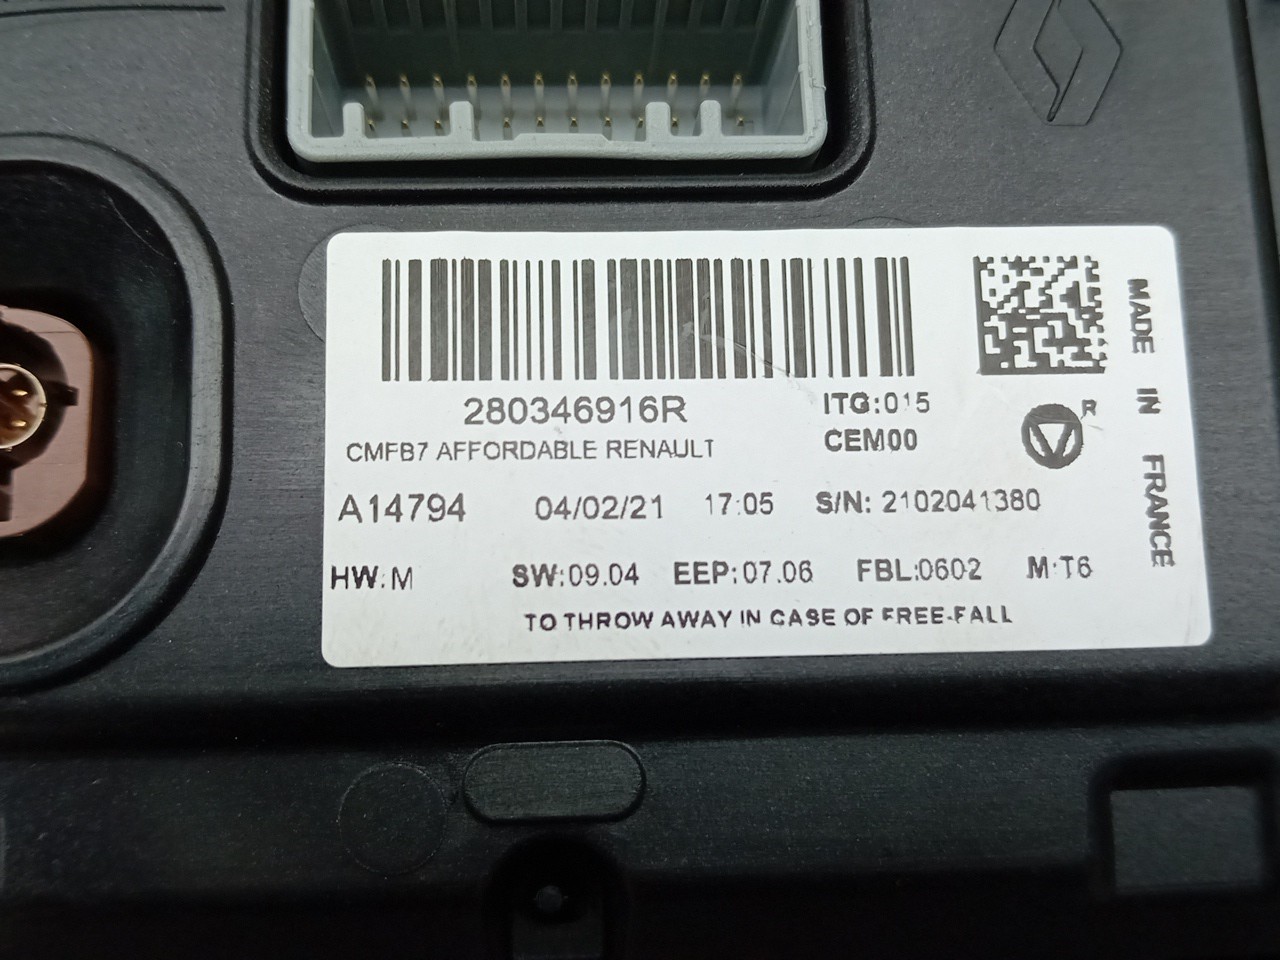 280346916R
ITG:015
CMFB7 AFFORDABLE RENAULT
CEM00
R
A14794 04/02/21 17:05 S/N: 2102041380
HW:M SW:09.04 EEP:07.06 FBL:0602 M:T6
TO THROW AWAY IN CASE OF FREE-FALL
MADE IN FRANCE